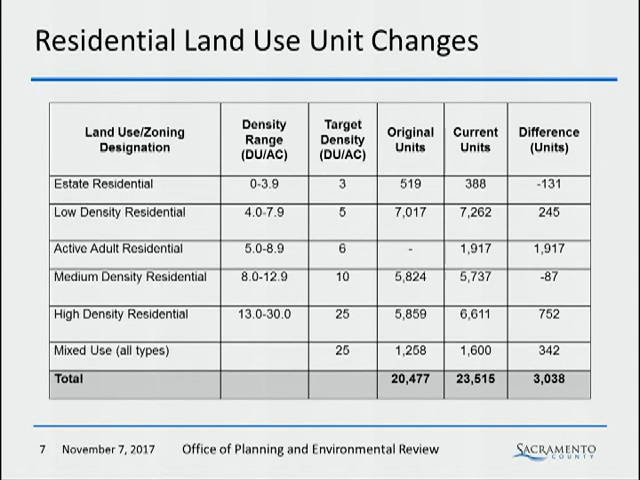 Residential Land Use Unit Changes
Land Use/Zoning Designation | Density Range (DU/AC) | Target Density (DU/AC) | Original Units | Current Units | Difference (Units)
Estate Residential | 0-3.9 | 3 | 519 | 388 | -131
Low Density Residential | 4.0-7.9 | 5 | 7,017 | 7,262 | 245
Active Adult Residential | 5.0-8.9 | 6 | - | 1,917 | 1,917
Medium Density Residential | 8.0-12.9 | 10 | 5,824 | 5,737 | -87
High Density Residential | 13.0-30.0 | 25 | 5,859 | 6,611 | 752
Mixed Use (all types) | | 25 | 1,258 | 1,600 | 342
Total | | | 20,477 | 23,515 | 3,038
7 November 7, 2017 Office of Planning and Environmental Review
SACRAMENTO
COUNTY